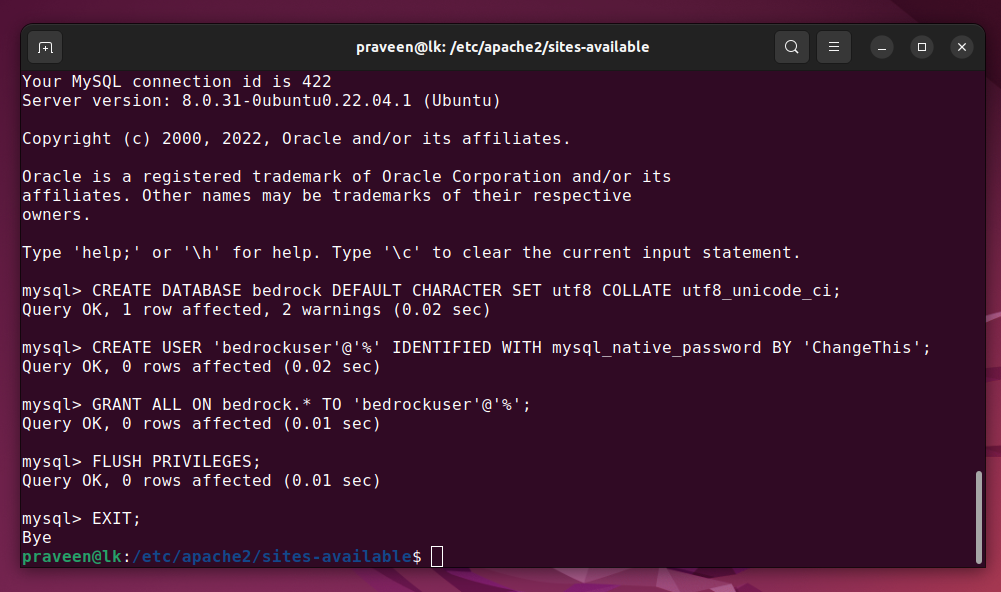 praveen@lk: /etc/apache2/sites-available
Your MySQL connection id is 422
Server version: 8.0.31-0ubuntu0.22.04.1 (Ubuntu)
Copyright (c) 2000, 2022, Oracle and/or its affiliates.
Oracle is a registered trademark of Oracle Corporation and/or its
affiliates. Other names may be trademarks of their respective
owners.
Type 'help;' or '\h' for help. Type '\c' to clear the current input statement.
mysql> CREATE DATABASE bedrock DEFAULT CHARACTER SET utf8 COLLATE utf8_unicode_ci;
Query OK, 1 row affected, 2 warnings (0.02 sec)
mysql> CREATE USER 'bedrockuser'@'%' IDENTIFIED WITH mysql_native_password BY 'ChangeThis';
Query OK, 0 rows affected (0.02 sec)
mysql> GRANT ALL ON bedrock.* TO 'bedrockuser'@'%';
Query OK, 0 rows affected (0.01 sec)
mysql> FLUSH PRIVILEGES;
Query OK, 0 rows affected (0.01 sec)
mysql> EXIT;
Bye
praveen@lk:/etc/apache2/sites-available$